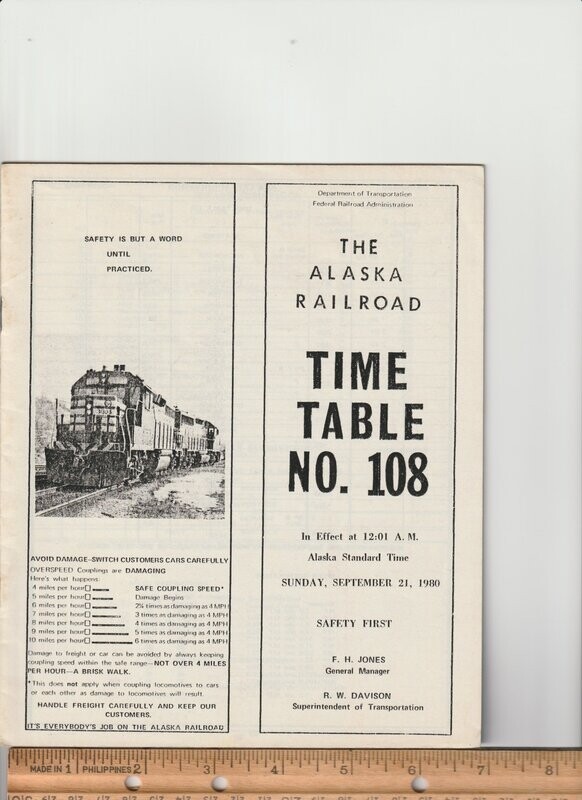 SAFETY IS BUT A WORD
UNTIL
PRACTICED.
AVOID DAMAGE-SWITCH CUSTOMERS CARS CAREFULLY
OVERSPEED Couplings are DAMAGING
Here's what happens:
4 miles per hour SAFE COUPLING SPEED*
5 miles per hour Damage Begins
6 miles per hour 2¼ times as damaging as 4 MPH
7 miles per hour 3 times as damaging as 4 MPH
8 miles per hour 4 times as damaging as 4 MPH
9 miles per hour 5 times as damaging as 4 MPH
10 miles per hour 6 times as damaging as 4 MPH
Damage to freight or car can be avoided by always keeping
coupling speed within the safe range—NOT OVER 4 MILES
PER HOUR—A BRISK WALK.
*This does not apply when coupling locomotives to cars
or each other as damage to locomotives will result.
HANDLE FREIGHT CAREFULLY AND KEEP OUR
CUSTOMERS.
IT'S EVERYBODY'S JOB ON THE ALASKA RAILROAD
Department of Transportation
Federal Railroad Administration
THE
ALASKA
RAILROAD
TIME
TABLE
NO. 108
In Effect at 12:01 A. M.
Alaska Standard Time
SUNDAY, SEPTEMBER 21, 1980
SAFETY FIRST
F. H. JONES
General Manager
R. W. DAVISON
Superintendent of Transportation
MADE IN 1 PHILIPPINES 2 3 4 5 6 7 8